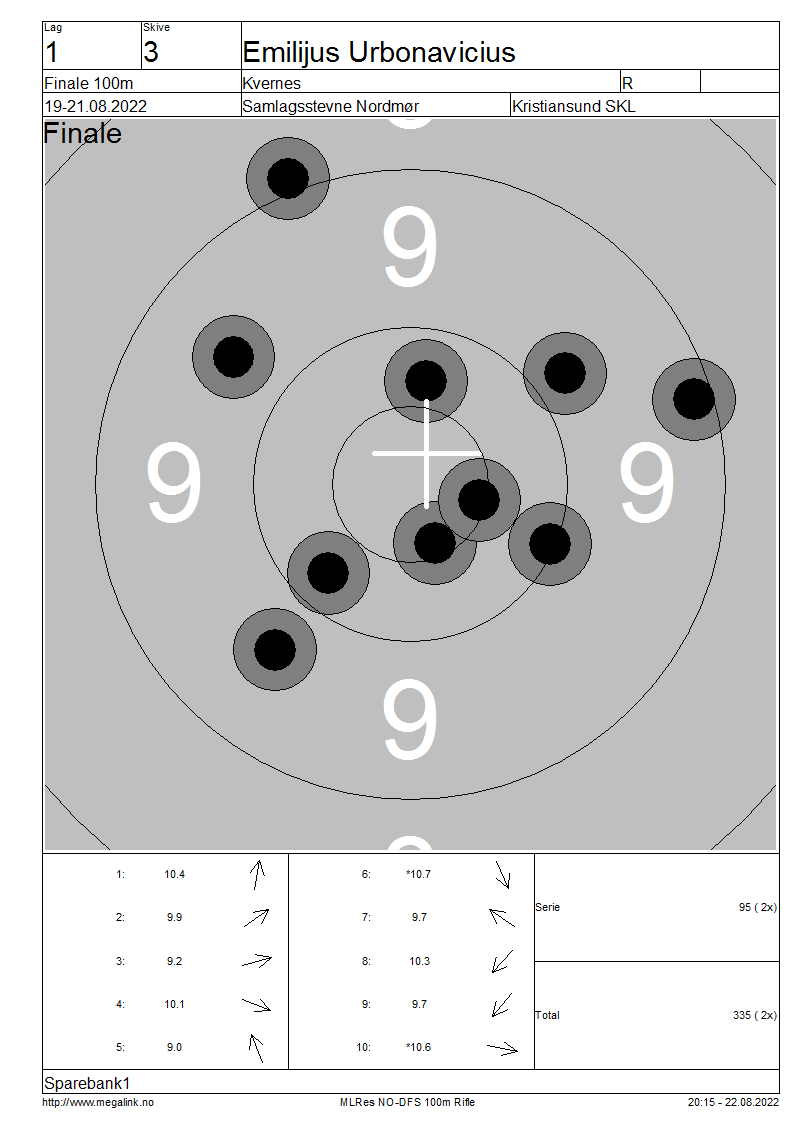 Lag Skive
1 3 Emilijus Urbonavicius
Finale 100m Kvernes R
19-21.08.2022 Samlagsstevne Nordmør Kristiansund SKL
Finale
9
9 9
9
1: 10.4 6: *10.7
2: 9.9 7: 9.7
Serie 95 ( 2x)
3: 9.2 8: 10.3
4: 10.1 9: 9.7
Total 335 ( 2x)
5: 9.0 10: *10.6
Sparebank1
http://www.megalink.no MLRes NO-DFS 100m Rifle 20:15 - 22.08.2022